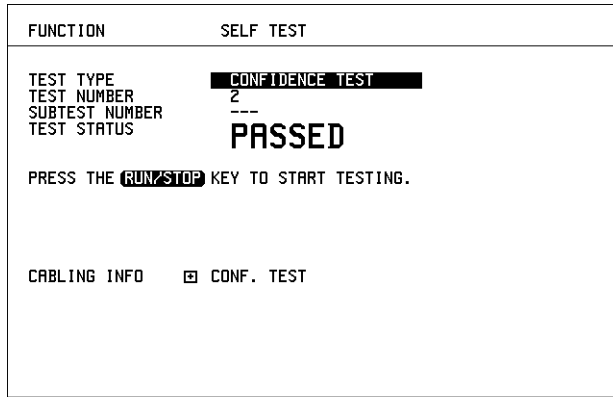 FUNCTION SELF TEST
TEST TYPE CONFIDENCE TEST
TEST NUMBER 2
SUBTEST NUMBER ---
TEST STATUS PASSED
PRESS THE RUN/STOP KEY TO START TESTING.
CABLING INFO + CONF. TEST